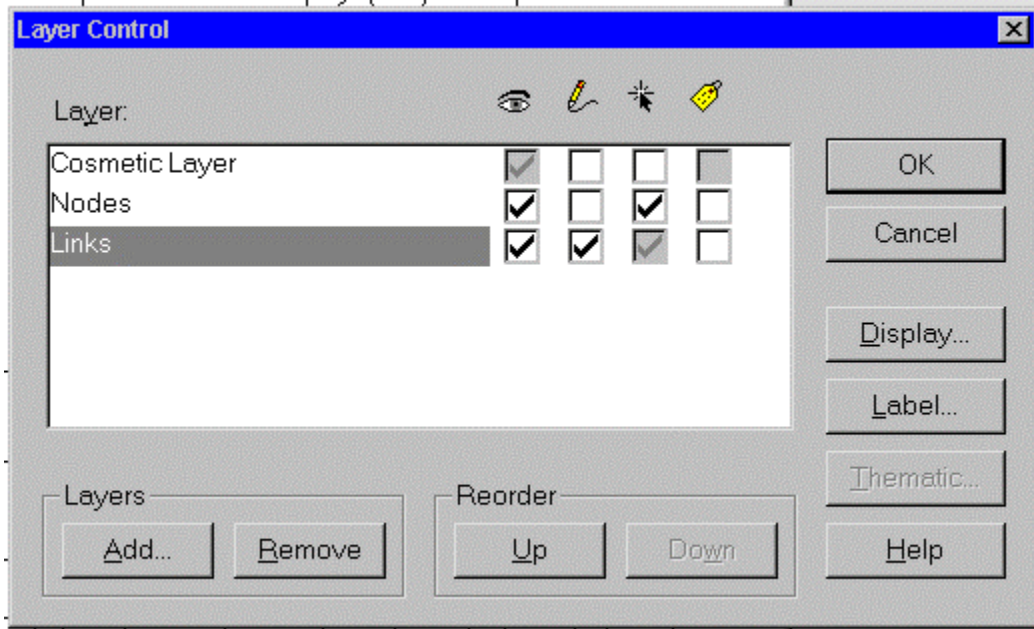 Layer Control
Layer:
Cosmetic Layer
Nodes
Links
OK
Cancel
Display...
Label...
Thematic...
Help
Layers
Add...
Remove
Reorder
Up
Down